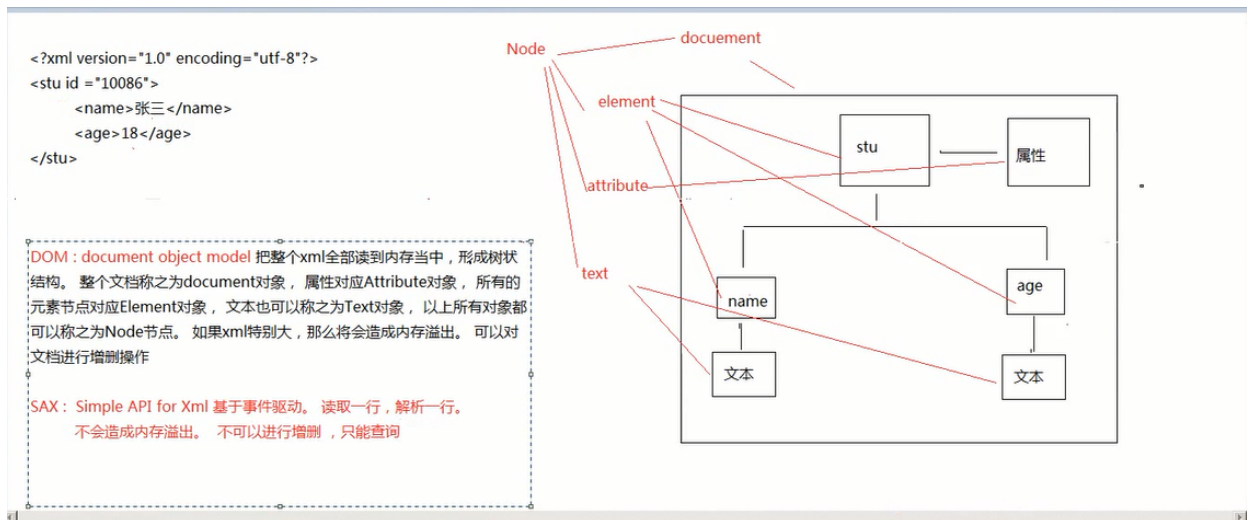 <?xml version="1.0" encoding="utf-8"?>
<stu id ="10086">
<name>张三</name>
<age>18</age>
</stu>
DOM : document object model 把整个xml全部读到内存当中，形成树状
结构。 整个文档称之为document对象， 属性对应Attribute对象， 所有的
元素节点对应Element对象， 文本也可以称之为Text对象， 以上所有对象都
可以称之为Node节点。 如果xml特别大，那么将会造成内存溢出。 可以对
文档进行增删操作
SAX : Simple API for Xml 基于事件驱动。 读取一行，解析一行。
不会造成内存溢出。 不可以进行增删 ，只能查询
Node
docuement
element
attribute
text
stu
属性
name
age
文本
文本